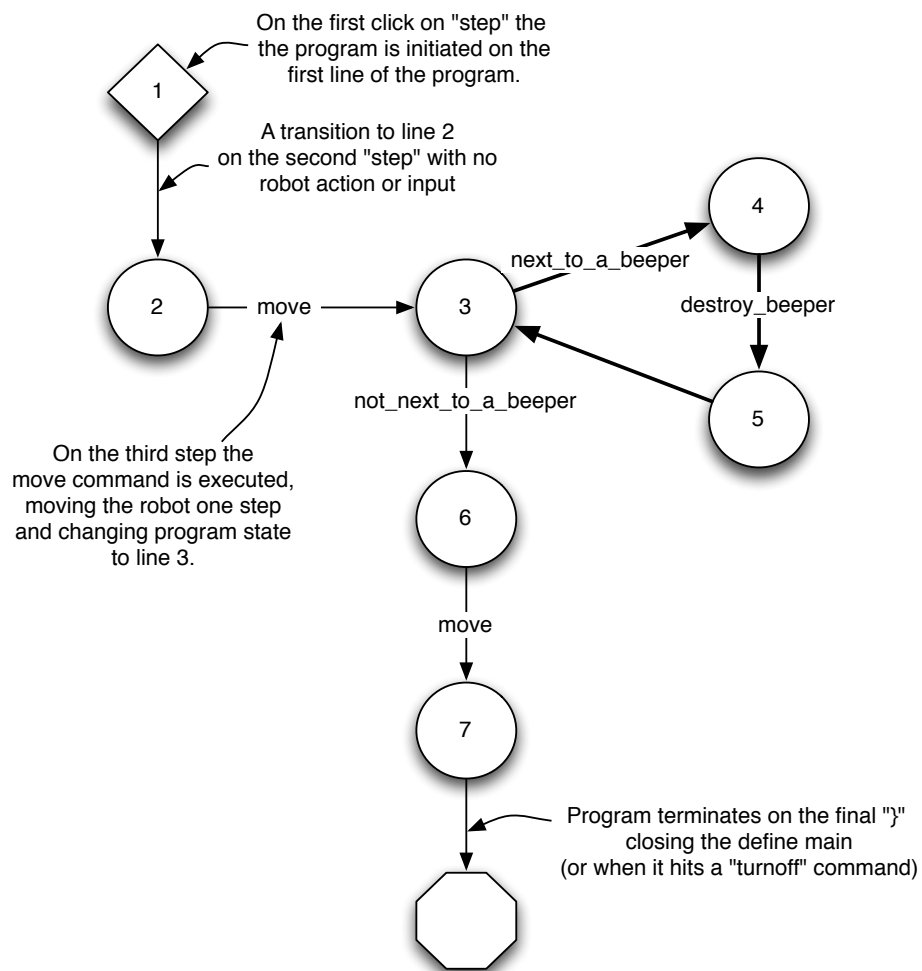 On the first click on "step" the
the program is initiated on the
first line of the program.
1
A transition to line 2
on the second "step" with no
robot action or input
4
next_to_a_beeper
2
move
3
destroy_beeper
not_next_to_a_beeper
5
On the third step the
move command is executed,
moving the robot one step
and changing program state
to line 3.
6
move
7
Program terminates on the final "}"
closing the define main
(or when it hits a "turnoff" command)